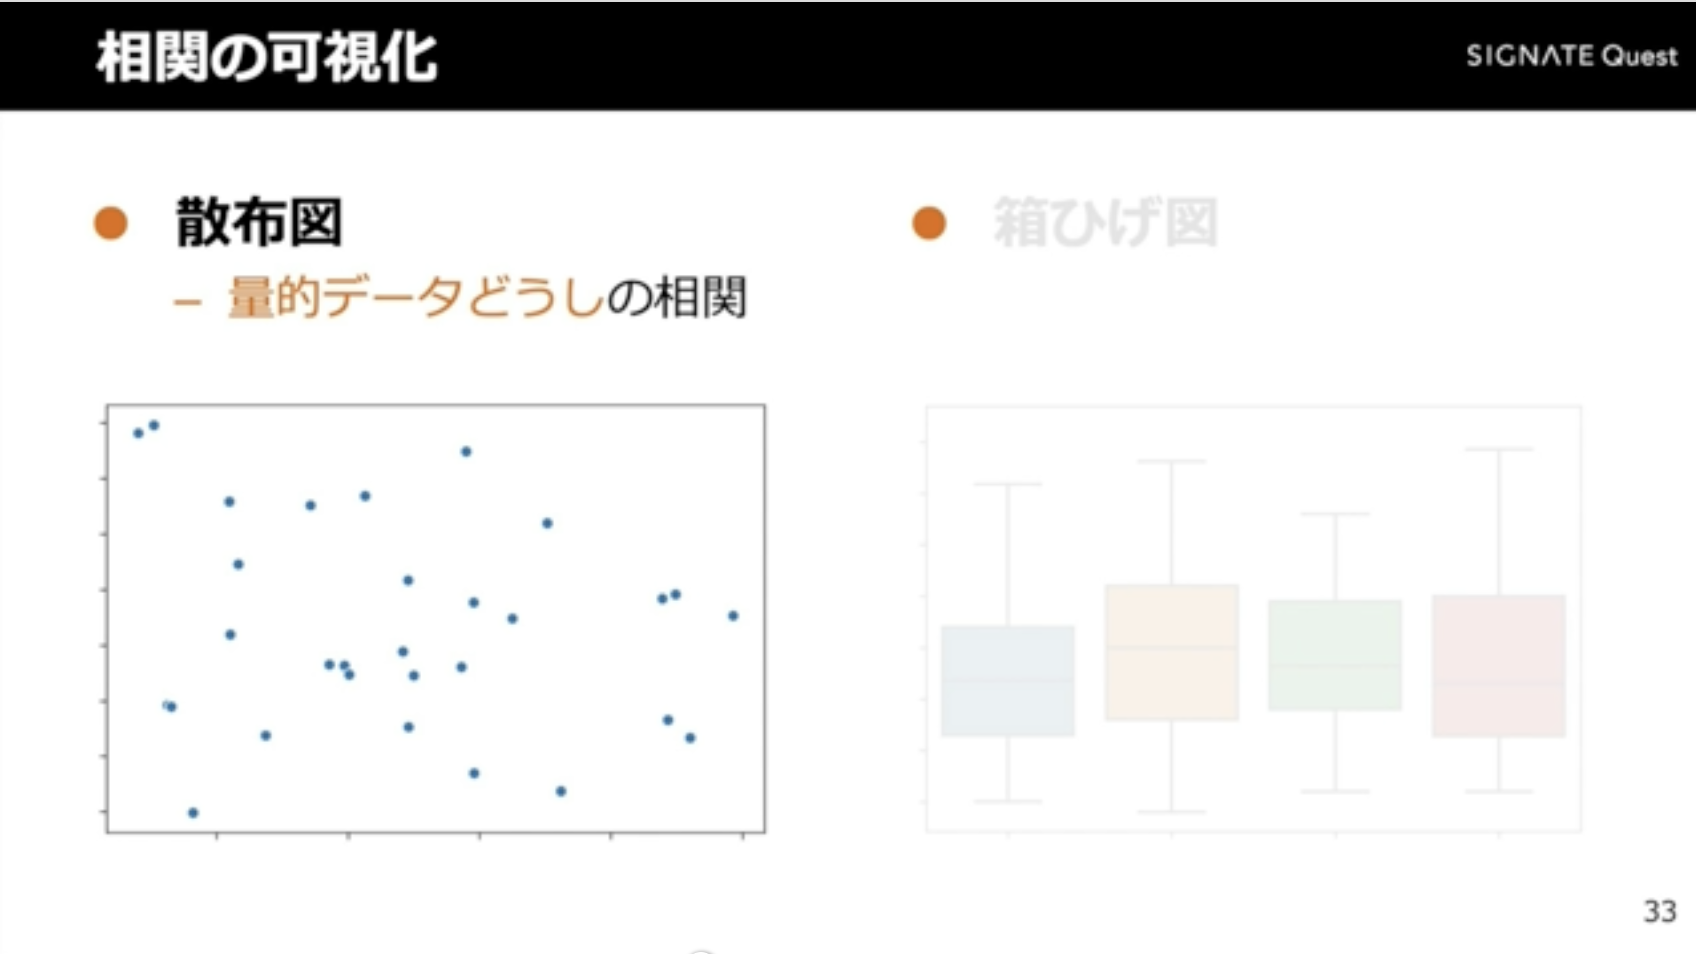 相関の可視化
SIGNATE Quest
散布図
– 量的データどうしの相関
箱ひげ図
33